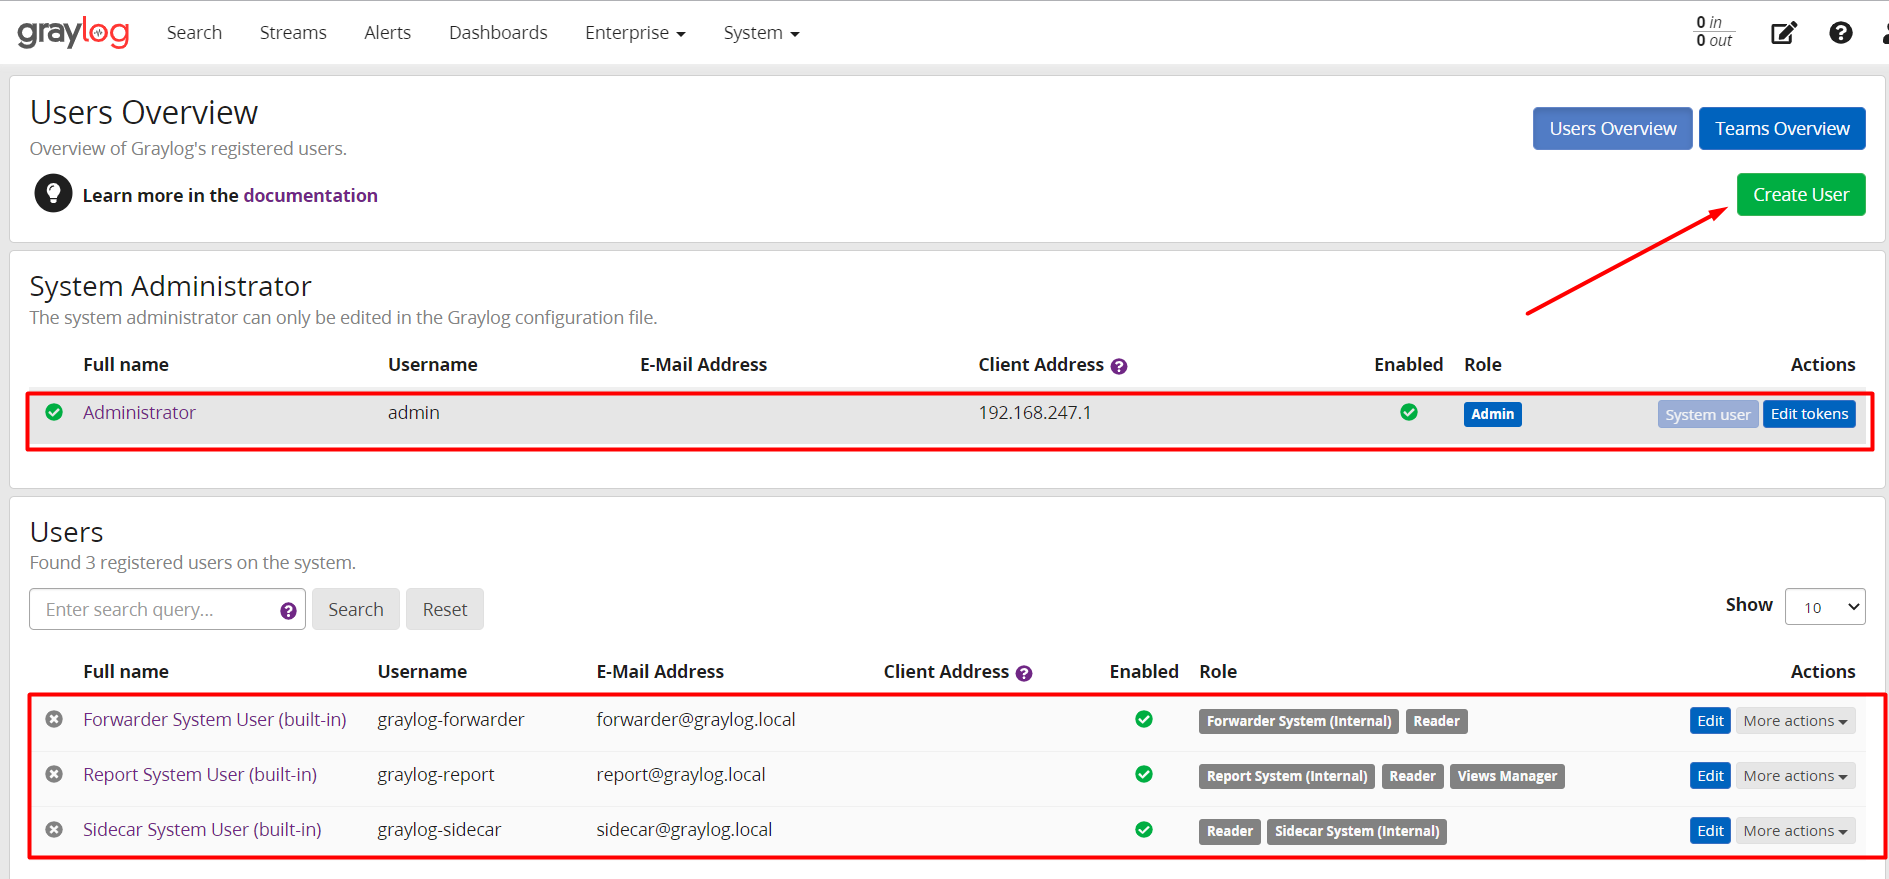 graylog Search Streams Alerts Dashboards Enterprise System 0 in
0 out
Users Overview
Overview of Graylog's registered users.
Users Overview Teams Overview
Learn more in the documentation
Create User
System Administrator
The system administrator can only be edited in the Graylog configuration file.
Full name Username E-Mail Address Client Address ? Enabled Role Actions
Administrator admin 192.168.247.1 Admin System user Edit tokens
Users
Found 3 registered users on the system.
Enter search query... ? Search Reset Show 10
Full name Username E-Mail Address Client Address ? Enabled Role Actions
Forwarder System User (built-in) graylog-forwarder forwarder@graylog.local Forwarder System (Internal) Reader Edit More actions
Report System User (built-in) graylog-report report@graylog.local Report System (Internal) Reader Views Manager Edit More actions
Sidecar System User (built-in) graylog-sidecar sidecar@graylog.local Reader Sidecar System (Internal) Edit More actions